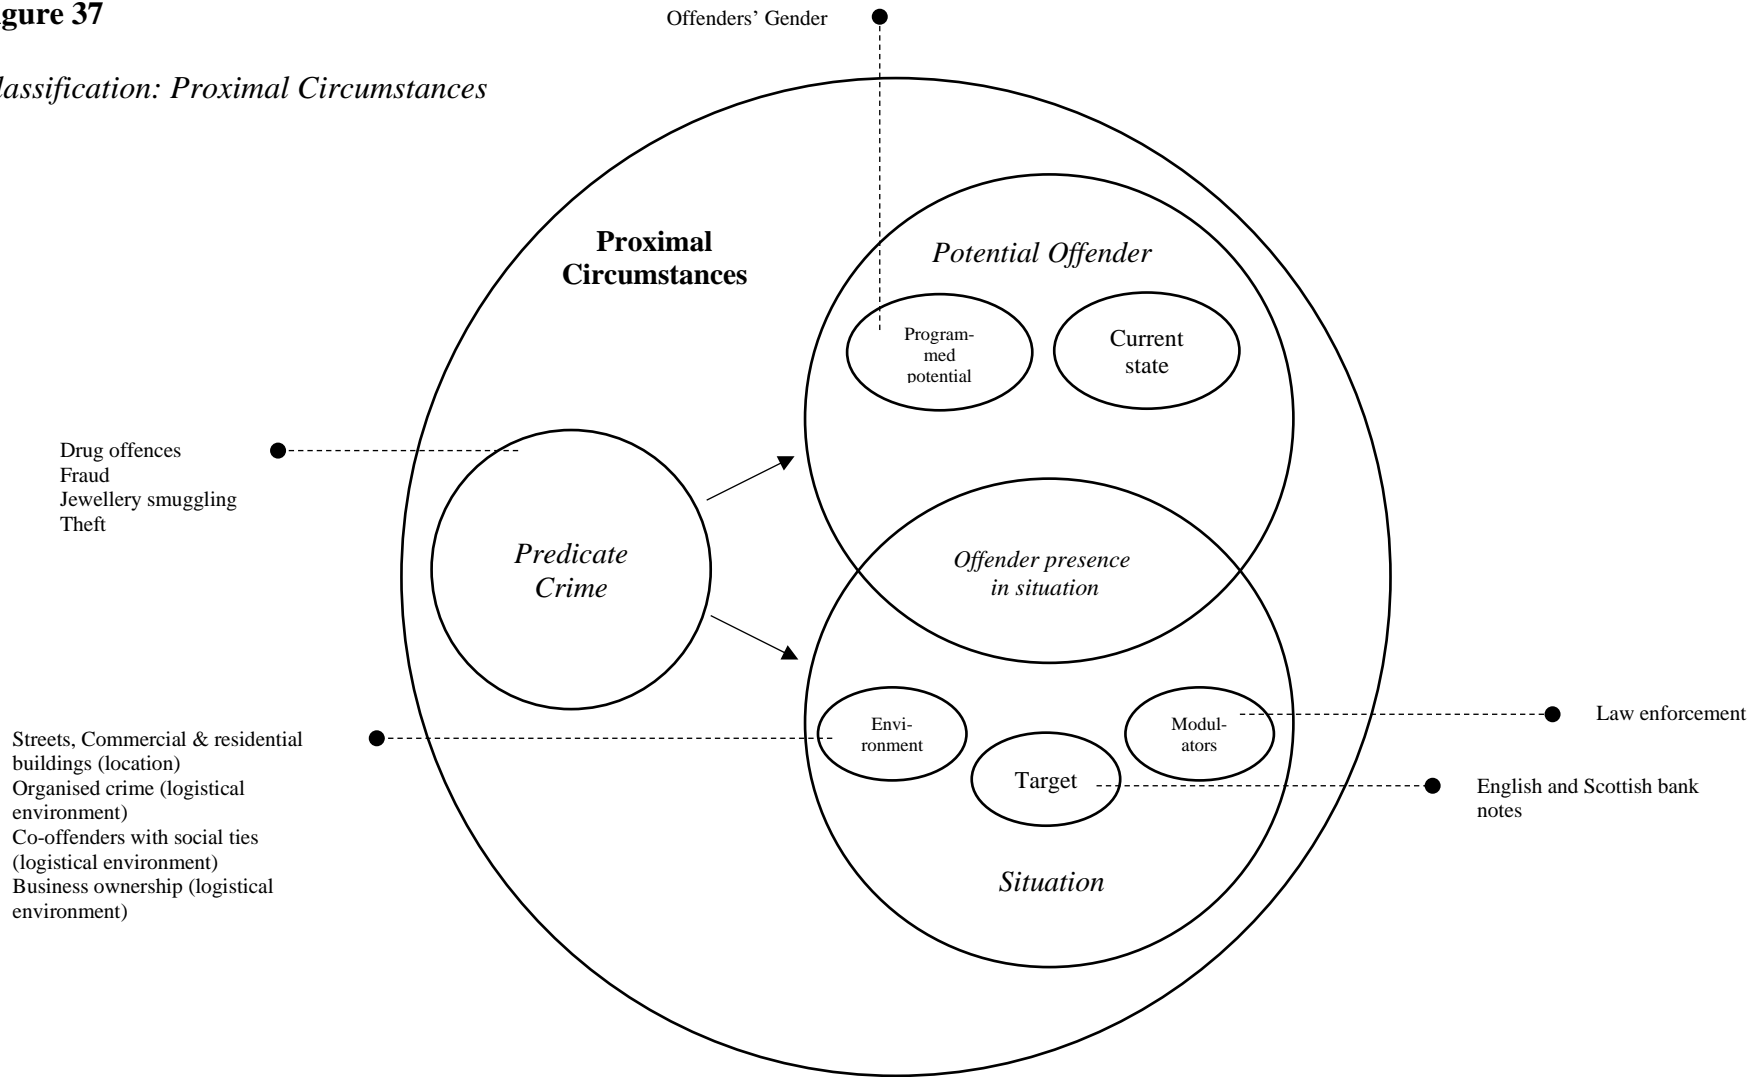 gure 37
Offenders’ Gender
lassification: Proximal Circumstances
Proximal
Circumstances
Potential Offender
Program-
med
potential
Current
state
Drug offences
Fraud
Jewellery smuggling
Theft
Predicate
Crime
Offender presence
in situation
Streets, Commercial & residential
buildings (location)
Organised crime (logistical
environment)
Co-offenders with social ties
(logistical environment)
Business ownership (logistical
environment)
Envi-
ronment
Target
Modul-
ators
Law enforcement
English and Scottish bank
notes
Situation